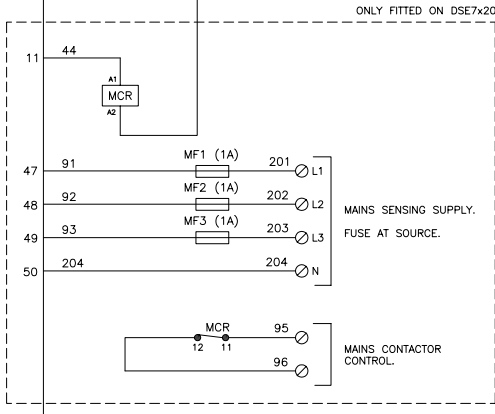 ONLY FITTED ON DSE7x20
11 44
A1
MCR
A2
47 91 MF1 (1A) 201 L1
48 92 MF2 (1A) 202 L2
49 93 MF3 (1A) 203 L3
50 204 204 N
MAINS SENSING SUPPLY.
FUSE AT SOURCE.
MCR 95
12 11
96
MAINS CONTACTOR
CONTROL.